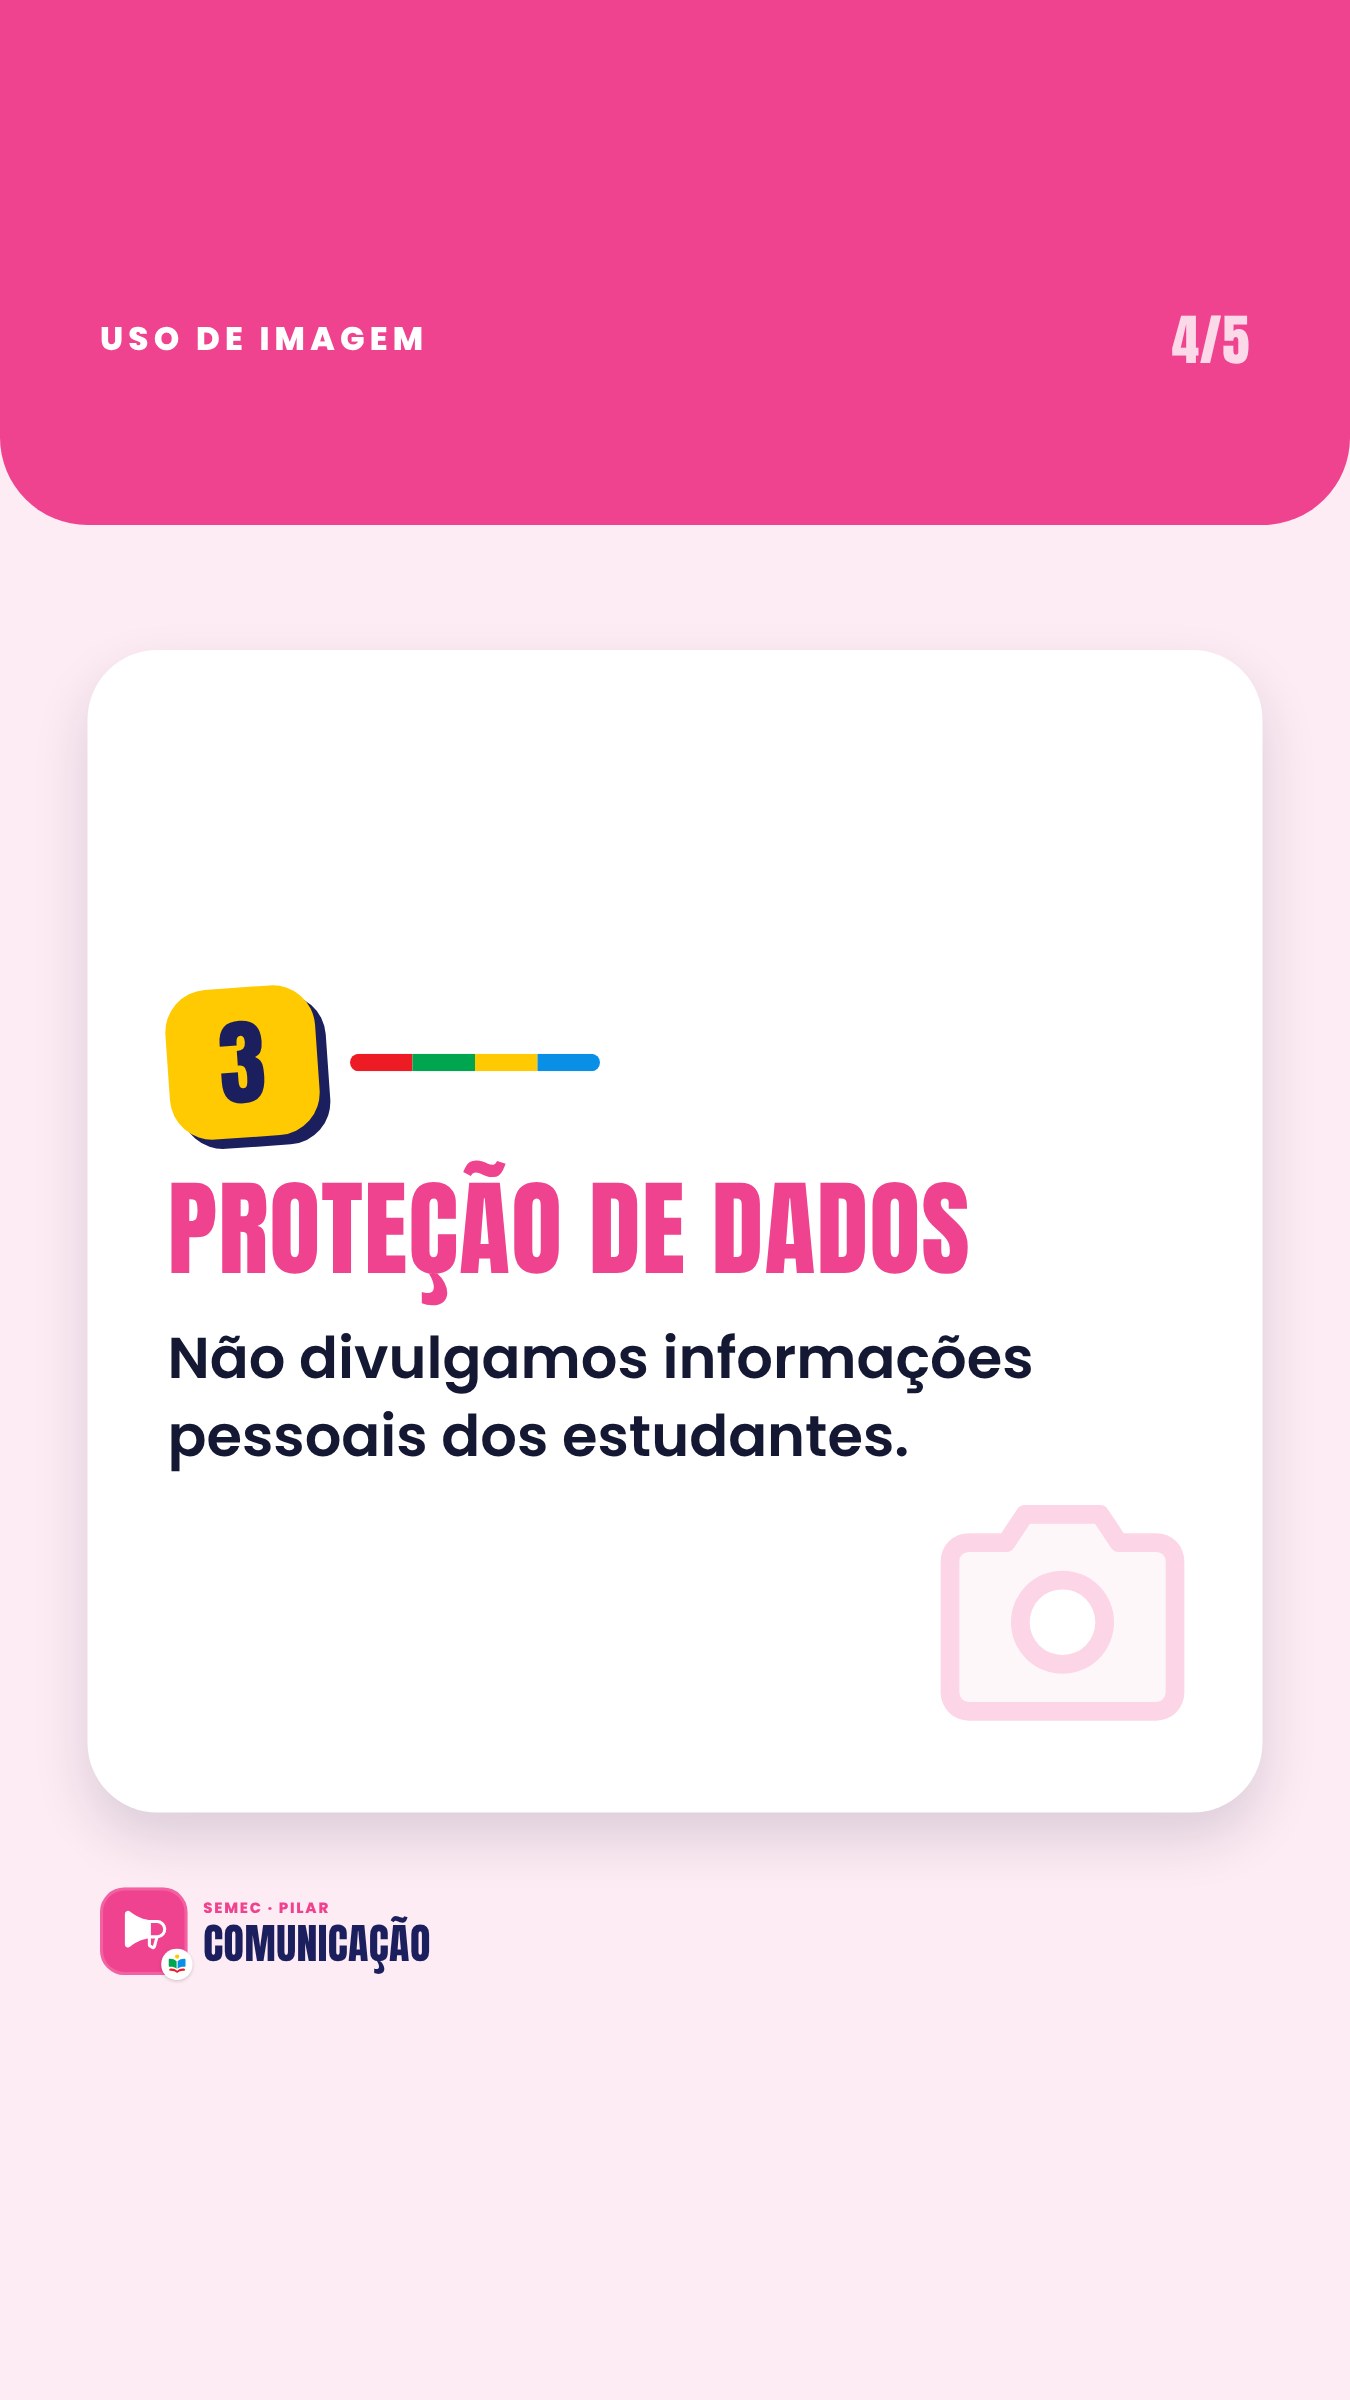 USO DE IMAGEM
4/5
3
PROTEÇÃO DE DADOS
Não divulgamos informações
pessoais dos estudantes.
SEMEC · PILAR
COMUNICAÇÃO